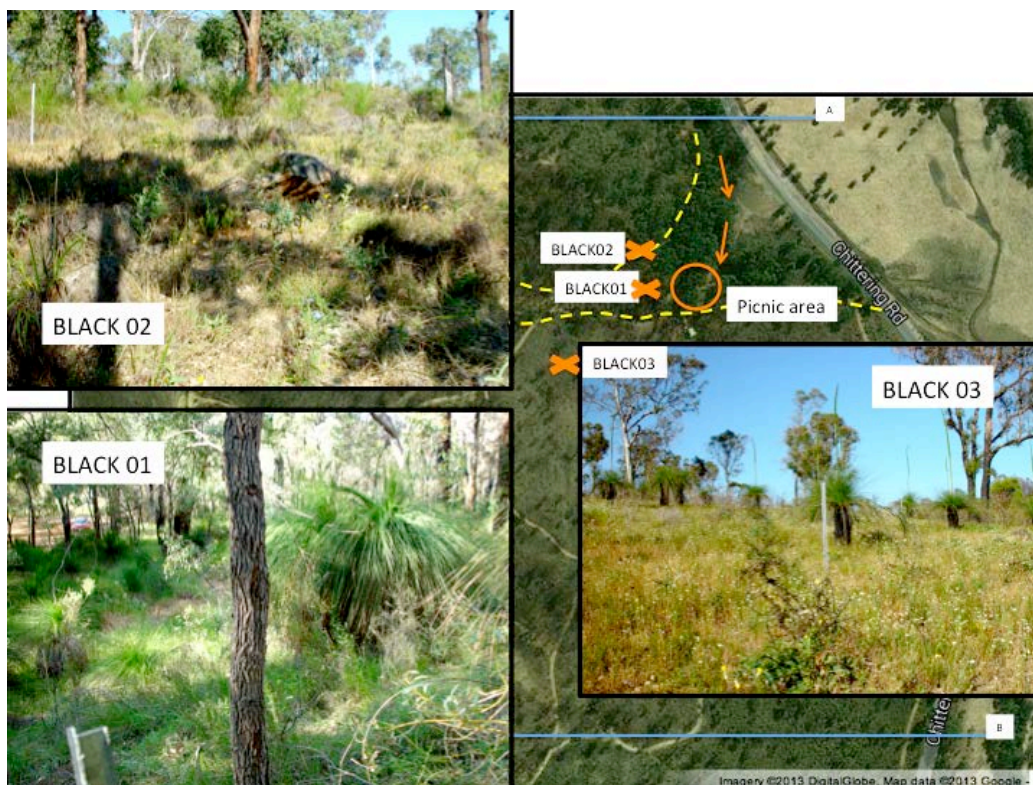 A
BLACK02
BLACK01
Picnic area
Chittering Rd
BLACK 02
BLACK03
BLACK 03
BLACK 01
B
Imagery ©2013 DigitalGlobe, Map data ©2013 Google -